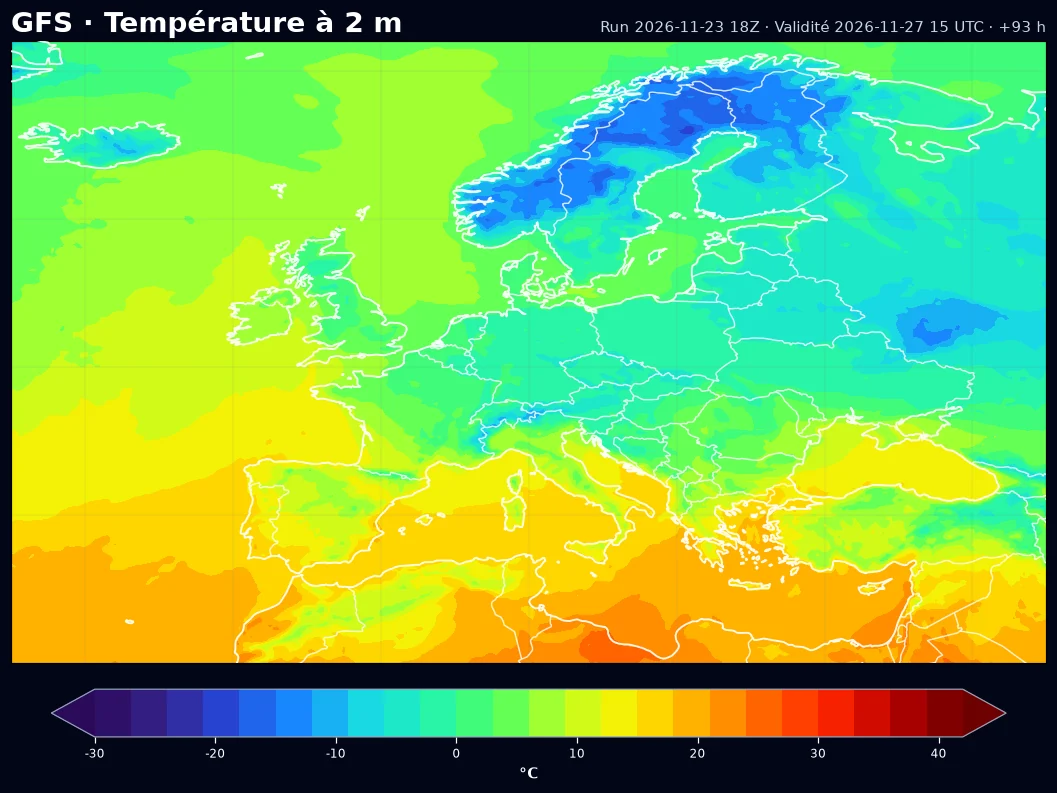 GFS · Température à 2 m
Run 2026-11-23 18Z · Validité 2026-11-27 15 UTC · +93 h
-30 -20 -10 0 10 20 30 40
°C